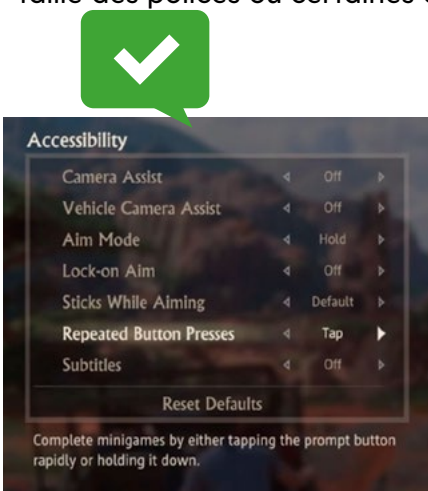 Accessibility
Camera Assist Off
Vehicle Camera Assist Off
Aim Mode Hold
Lock-on Aim Off
Sticks While Aiming Default
Repeated Button Presses Tap
Subtitles Off
Reset Defaults
Complete minigames by either tapping the prompt button
rapidly or holding it down.